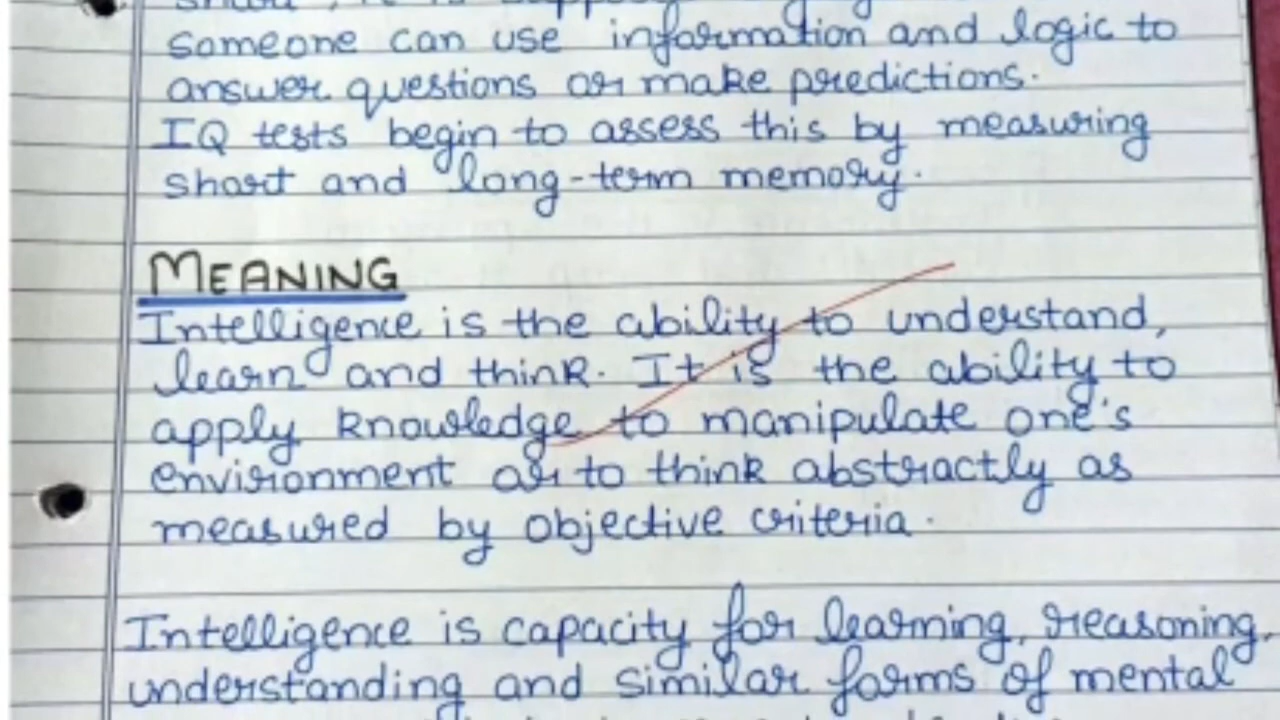 someone can use information and logic to
answer questions or make predictions.
IQ tests begin to assess this by measuring
short and long-term memory.
MEANING
Intelligence is the ability to understand,
learn and think. It is the ability to
apply knowledge to manipulate one's
environment or to think abstractly as
measured by objective criteria.
Intelligence is capacity for learning, reasoning,
understanding and similar forms of mental